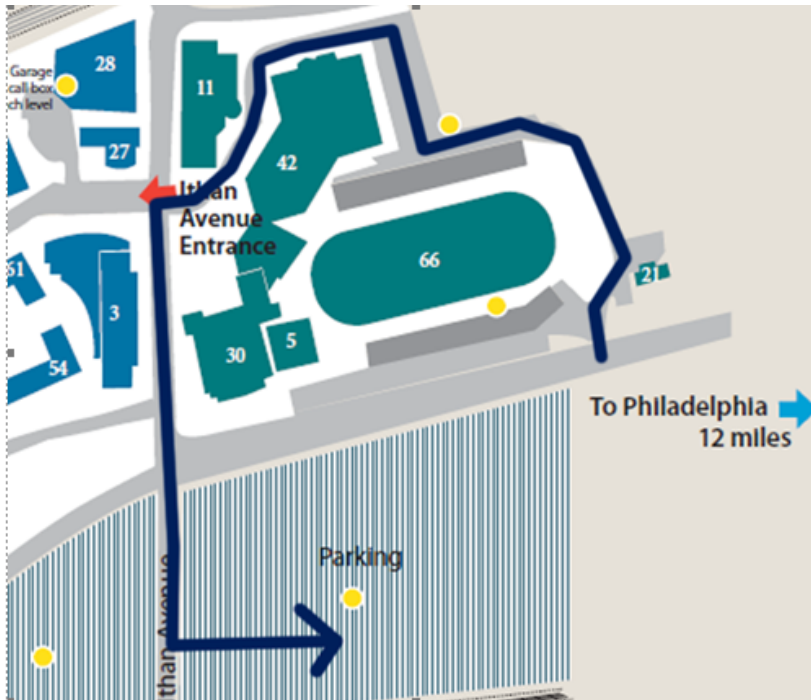 28
Garage
call box
ch level
11
27
42
Ithan
Avenue
Entrance
51
3
66
21
54
30
5
To Philadelphia
12 miles
Parking
Ithan Avenue